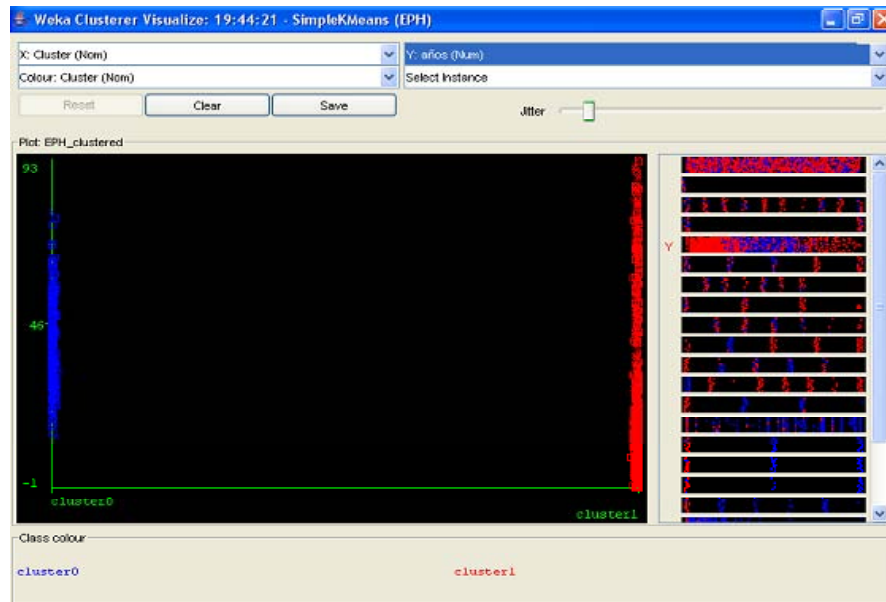 Weka Clusterer Visualize: 19:44:21 - SimpleKMeans (EPH)
X: Cluster (Nom)
Y: años (Num)
Colour: Cluster (Nom)
Select Instance
Reset
Clear
Save
Jitter
Plot: EPH_clustered
93
46
-1
cluster0
cluster1
Y
Class colour
cluster0
cluster1